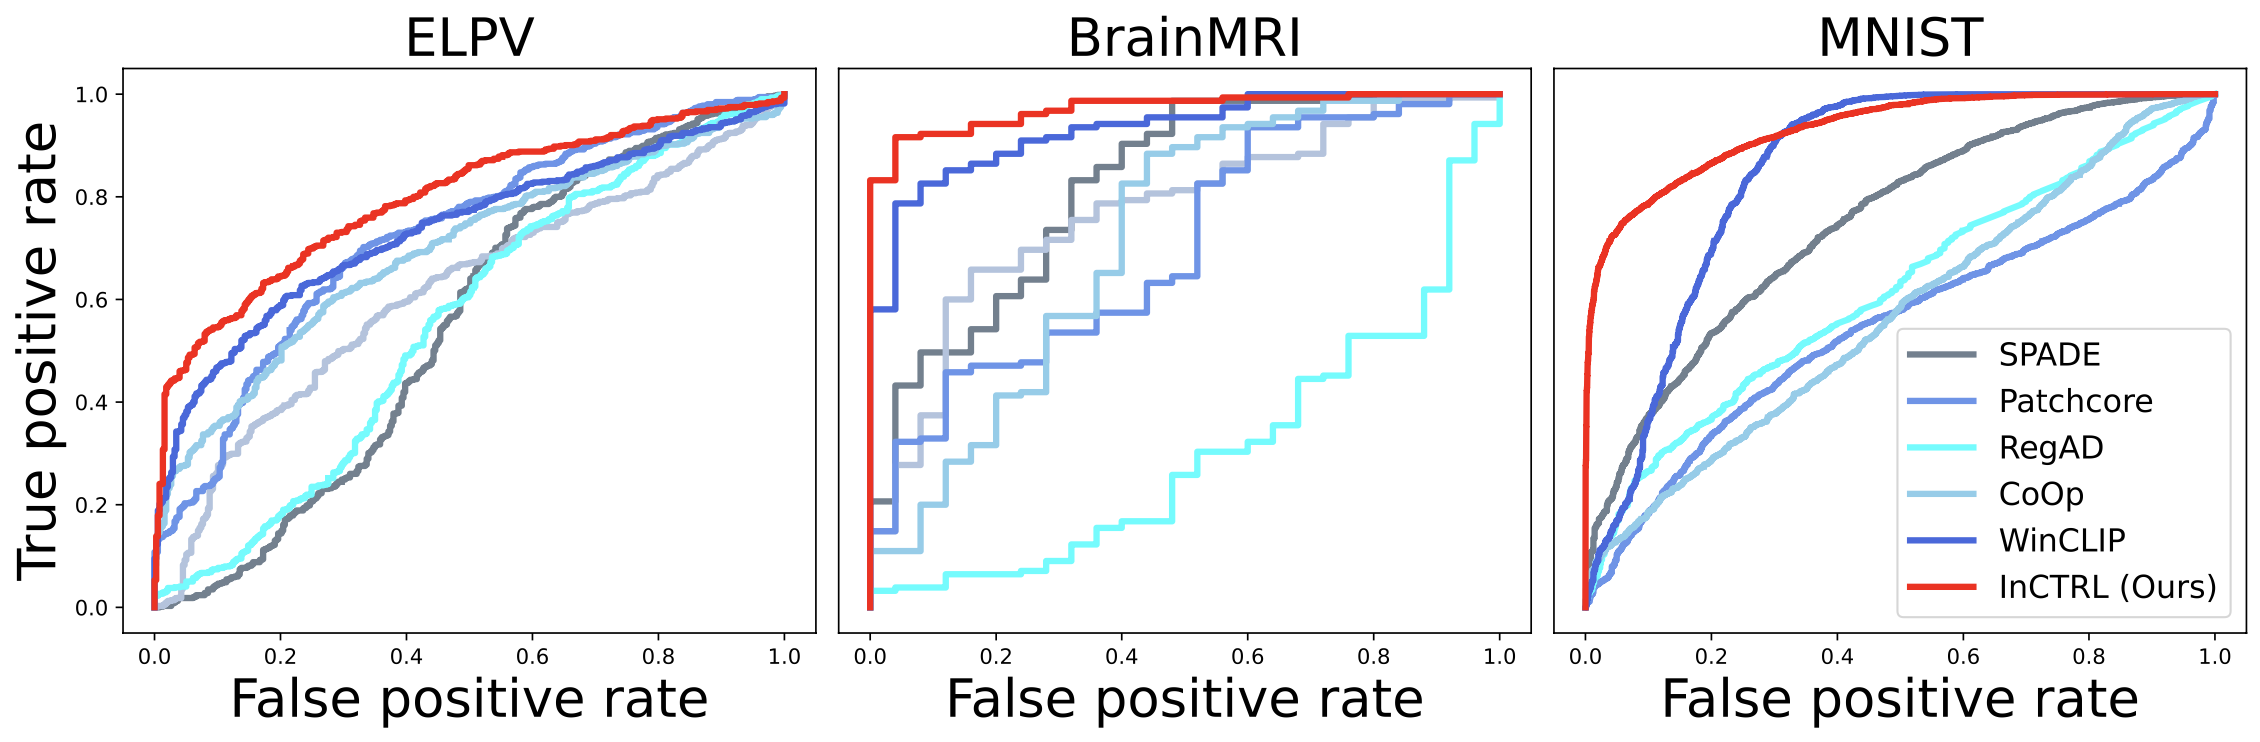 ELPV
BrainMRI
MNIST
True positive rate
1.0
0.8
0.6
0.4
0.2
0.0
0.0 0.2 0.4 0.6 0.8 1.0
0.0 0.2 0.4 0.6 0.8 1.0
0.0 0.2 0.4 0.6 0.8 1.0
False positive rate
False positive rate
False positive rate
SPADE
Patchcore
RegAD
CoOp
WinCLIP
InCTRL (Ours)